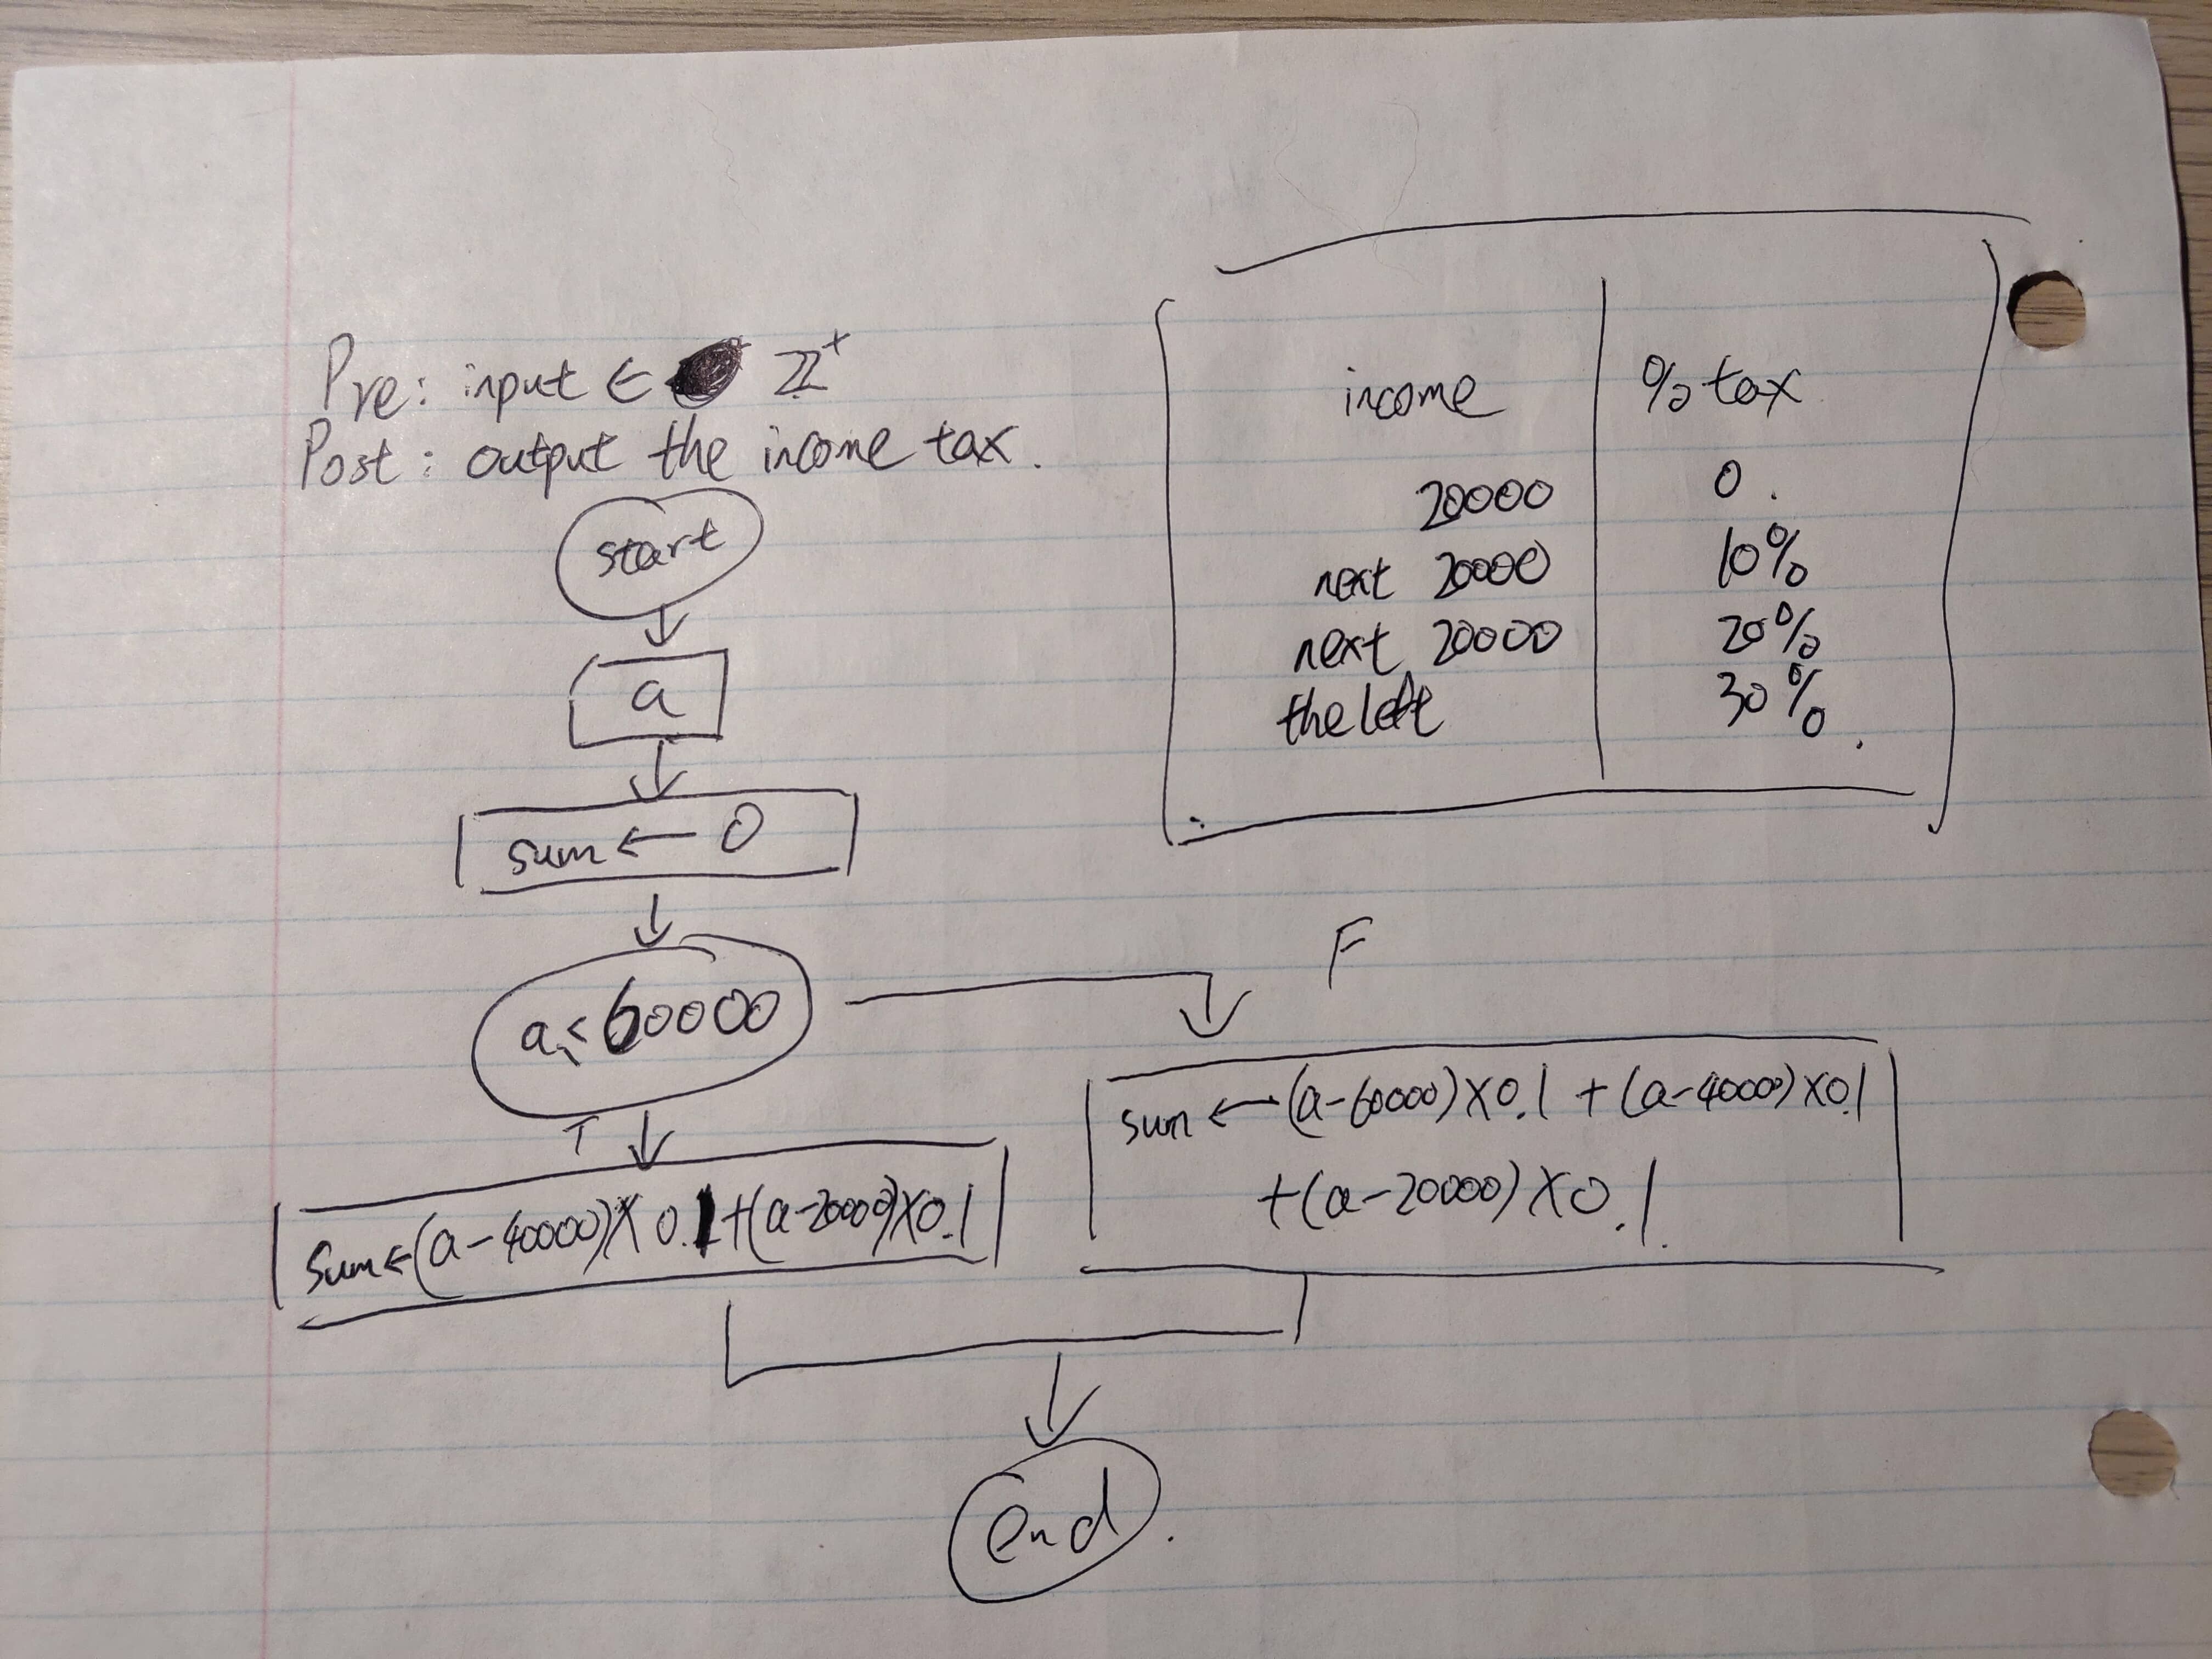 Pre: input ∈ ℤ⁺
Post: output the income tax.
income % tax
20000 0.
next 20000 10%
next 20000 20%
the left 30%.
start
a
sum ← 0
a ≤ 60000
F
T
sum ← (a-60000)×0.1 + (a-40000)×0.1
+(a-20000)×0.1.
Sum ← (a-40000)×0.1+(a-20000)×0.1
end.